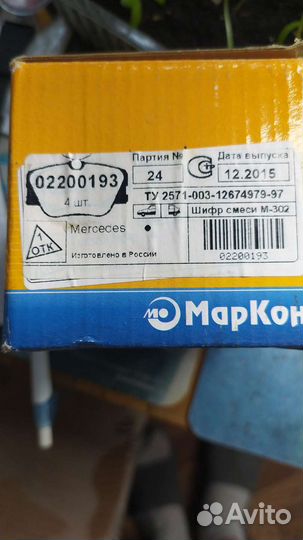 Партия № Дата выпуска
02200193 24 12.2015
4 шт. ТУ 2571-003-12674979-97
Шифр смеси М-302
Merceces
1
ОТК
Изготовлено в России
02200193
МарКон
Avito